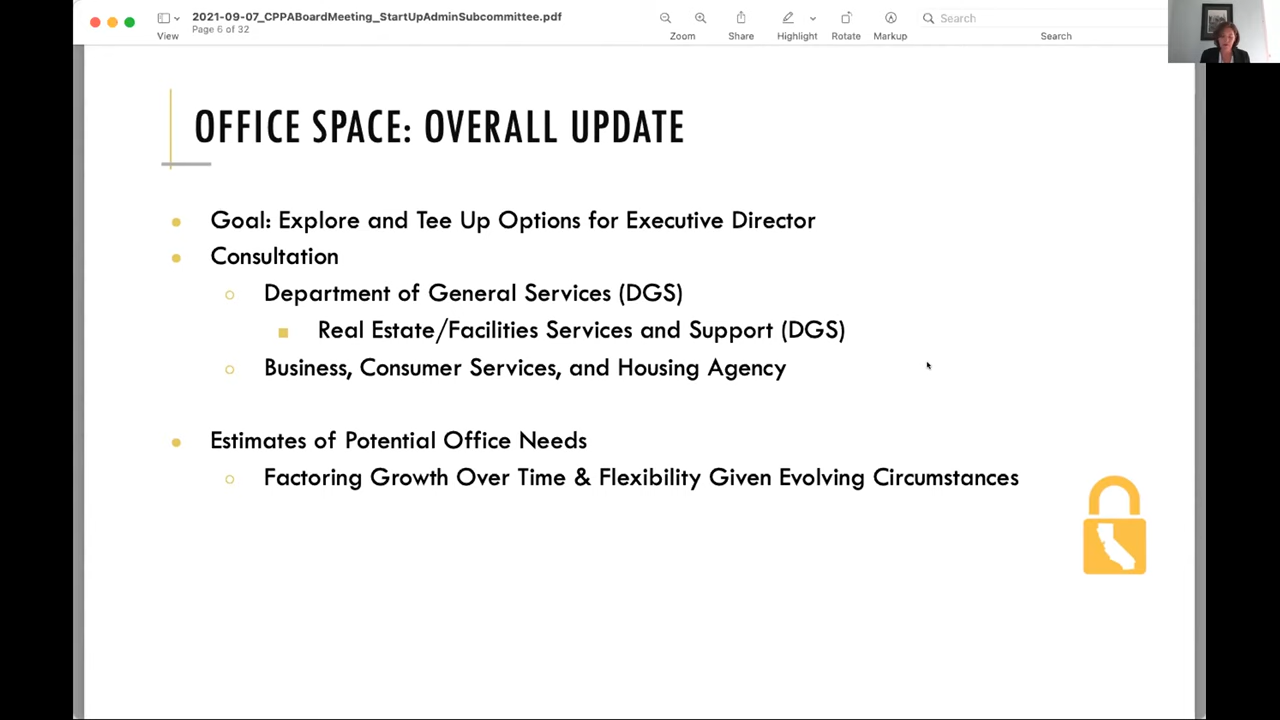 2021-09-07_CPPABoardMeeting_StartUpAdminSubcommittee.pdf
Page 6 of 32
View
Zoom
Share
Highlight
Rotate
Markup
Search
Search
OFFICE SPACE: OVERALL UPDATE
Goal: Explore and Tee Up Options for Executive Director
Consultation
Department of General Services (DGS)
Real Estate/Facilities Services and Support (DGS)
Business, Consumer Services, and Housing Agency
Estimates of Potential Office Needs
Factoring Growth Over Time & Flexibility Given Evolving Circumstances